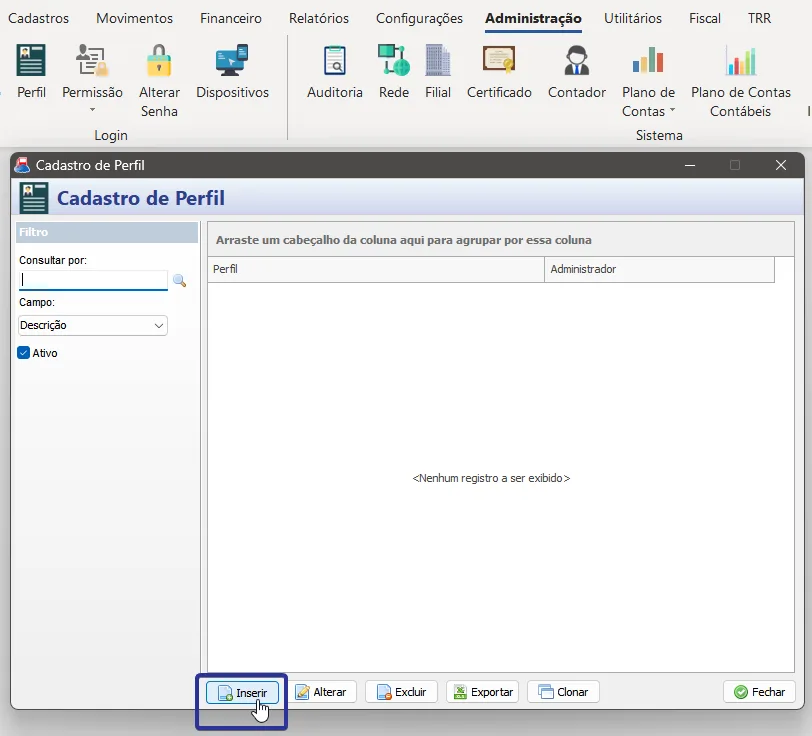 Cadastros Movimentos Financeiro Relatórios Configurações Administração Utilitários Fiscal TRR
Perfil Permissão Alterar Senha Dispositivos Auditoria Rede Filial Certificado Contador Plano de Contas Plano de Contas Contábeis
Login Sistema
Cadastro de Perfil
Cadastro de Perfil
Filtro
Consultar por:
Campo:
Descrição
Ativo
Arraste um cabeçalho da coluna aqui para agrupar por essa coluna
Perfil Administrador
<Nenhum registro a ser exibido>
Inserir Alterar Excluir Exportar Clonar Fechar